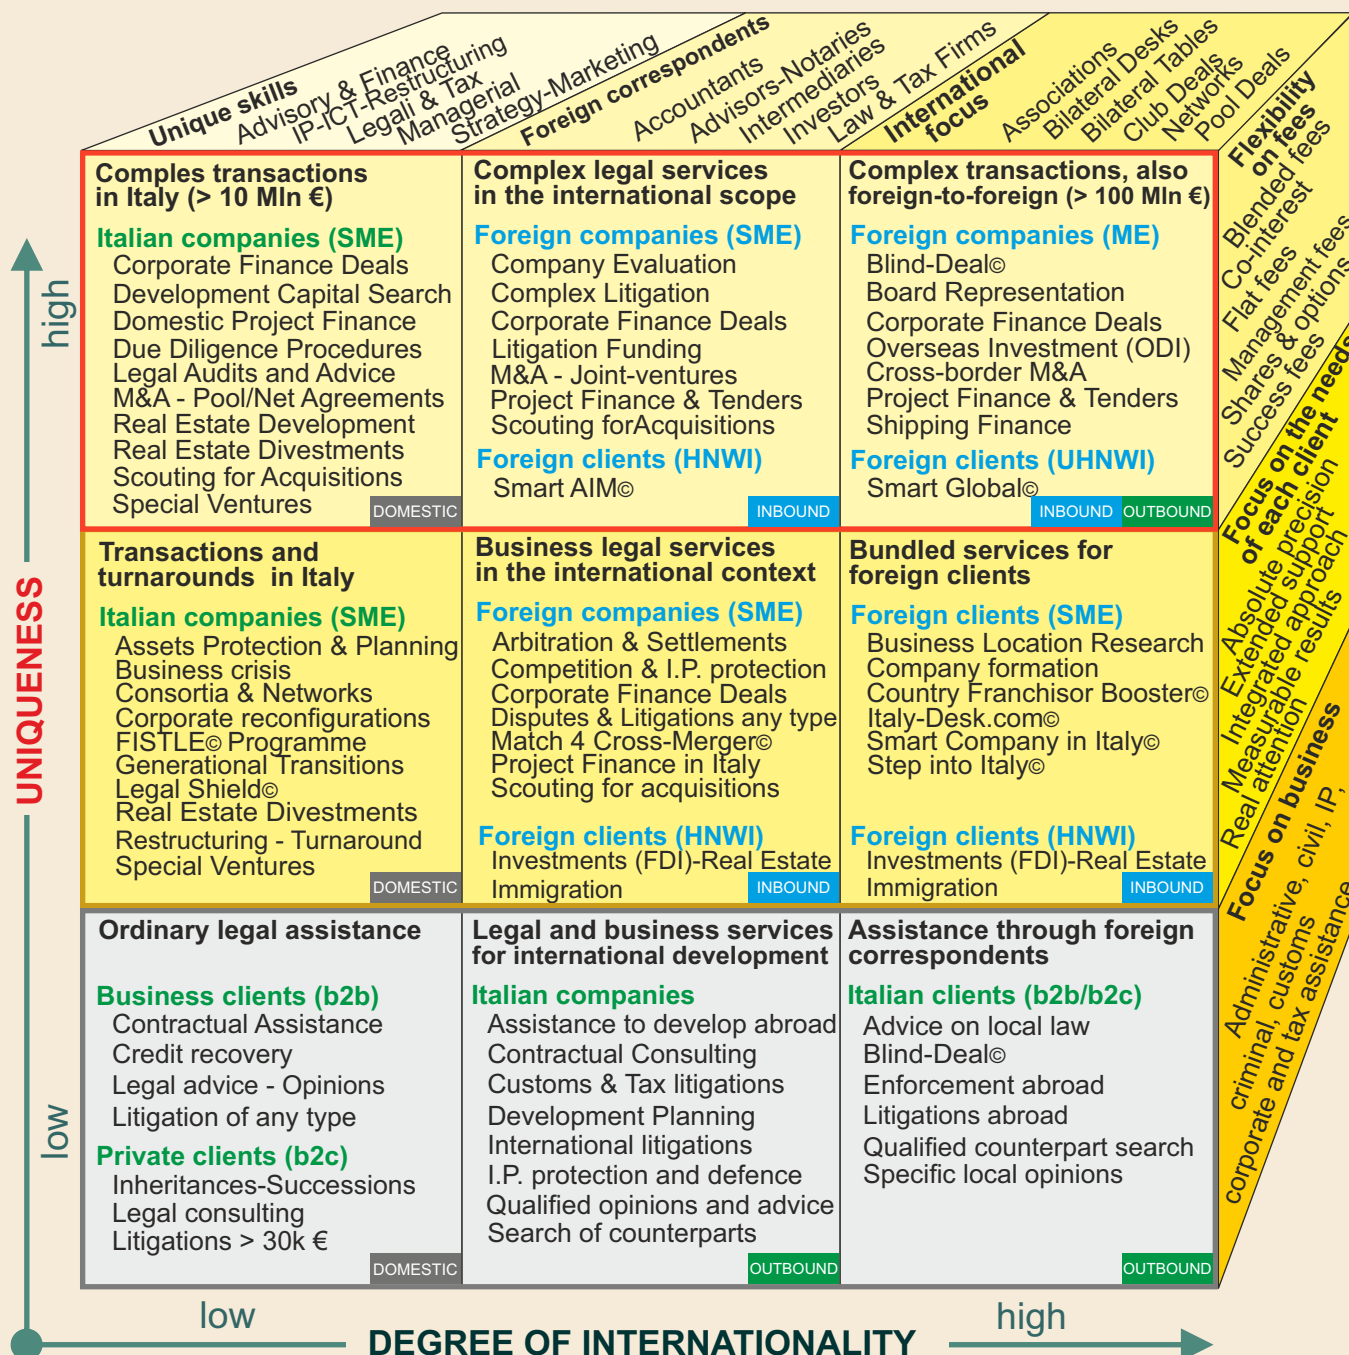 Unique skills
Advisory & Finance
IP-ICT-Restructuring
Legali & Tax
Managerial
Strategy-Marketing
Foreign correspondents
Accountants
Advisors-Notaries
Intermediaries
Investors
Law & Tax Firms
International
focus
Associations
Bilateral Desks
Bilateral Tables
Club Deals
Networks
Pool Deals
Flexibility
on fees
Blended fees
Co-interest
Flat fees
Management fees
Shares & options
Success fees
Focus on the needs
of each client
Absolute precision
Extended support
Integrated approach
Measurable results
Real attention
Focus on business
Administrative, civil, IP,
criminal, customs
corporate and tax assistance
high
UNIQUENESS
low
Comples transactions
in Italy (> 10 Mln €)
Italian companies (SME)
Corporate Finance Deals
Development Capital Search
Domestic Project Finance
Due Diligence Procedures
Legal Audits and Advice
M&A - Pool/Net Agreements
Real Estate Development
Real Estate Divestments
Scouting for Acquisitions
Special Ventures
DOMESTIC
Complex legal services
in the international scope
Foreign companies (SME)
Company Evaluation
Complex Litigation
Corporate Finance Deals
Litigation Funding
M&A - Joint-ventures
Project Finance & Tenders
Scouting forAcquisitions
Foreign clients (HNWI)
Smart AIM©
INBOUND
Complex transactions, also
foreign-to-foreign (> 100 Mln €)
Foreign companies (ME)
Blind-Deal©
Board Representation
Corporate Finance Deals
Overseas Investment (ODI)
Cross-border M&A
Project Finance & Tenders
Shipping Finance
Foreign clients (UHNWI)
Smart Global©
INBOUND OUTBOUND
Transactions and
turnarounds in Italy
Italian companies (SME)
Assets Protection & Planning
Business crisis
Consortia & Networks
Corporate reconfigurations
FISTLE© Programme
Generational Transitions
Legal Shield©
Real Estate Divestments
Restructuring - Turnaround
Special Ventures
DOMESTIC
Business legal services
in the international context
Foreign companies (SME)
Arbitration & Settlements
Competition & I.P. protection
Corporate Finance Deals
Disputes & Litigations any type
Match 4 Cross-Merger©
Project Finance in Italy
Scouting for acquisitions
Foreign clients (HNWI)
Investments (FDI)-Real Estate
Immigration
INBOUND
Bundled services for
foreign clients
Foreign clients (SME)
Business Location Research
Company formation
Country Franchisor Booster©
Italy-Desk.com©
Smart Company in Italy©
Step into Italy©
Foreign clients (HNWI)
Investments (FDI)-Real Estate
Immigration
INBOUND
Ordinary legal assistance
Business clients (b2b)
Contractual Assistance
Credit recovery
Legal advice - Opinions
Litigation of any type
Private clients (b2c)
Inheritances-Successions
Legal consulting
Litigations > 30k €
DOMESTIC
Legal and business services
for international development
Italian companies
Assistance to develop abroad
Contractual Consulting
Customs & Tax litigations
Development Planning
International litigations
I.P. protection and defence
Qualified opinions and advice
Search of counterparts
OUTBOUND
Assistance through foreign
correspondents
Italian clients (b2b/b2c)
Advice on local law
Blind-Deal©
Enforcement abroad
Litigations abroad
Qualified counterpart search
Specific local opinions
OUTBOUND
low
DEGREE OF INTERNATIONALITY
high